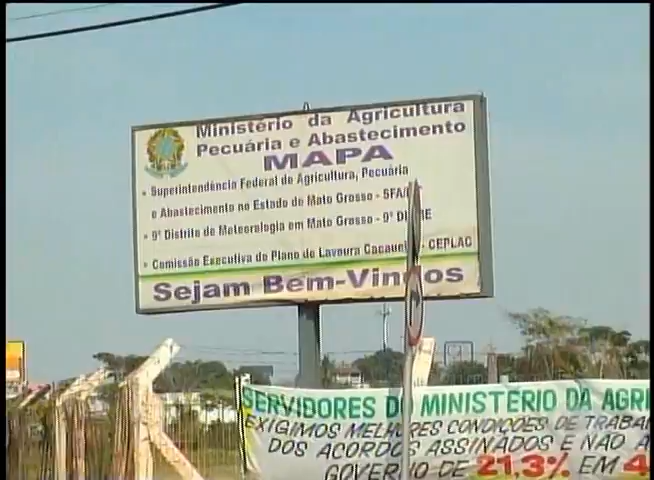 Ministério da Agricultura
Pecuária e Abastecimento
MAPA
• Superintendência Federal de Agricultura, Pecuária
e Abastecimento no Estado de Mato Grosso - SFA/
• 9º Distrito de Meteorologia em Mato Grosso - 9º
• Comissão Executiva do Plano de Lavoura Cacaueira - CEPLAC
Sejam Bem-Vindos
SERVIDORES DO MINISTÉRIO DA AGRI
EXIGIMOS MELHORES CONDIÇÕES DE TRABA
DOS ACORDOS ASSINADOS E NÃO A
GOVERNO DE 21,3% EM 4